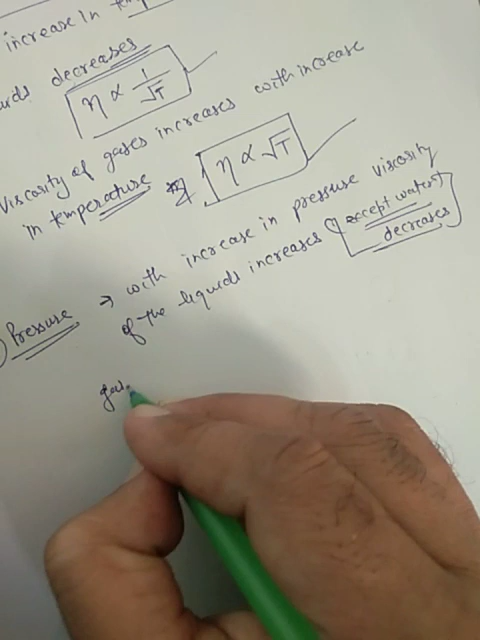 increase in
decreases
η ∝ 1/√T
Viscosity of gases increases with increase
in temperature η ∝ √T
Pressure → with increase in pressure viscosity
of the liquids increases (except water)
decreases